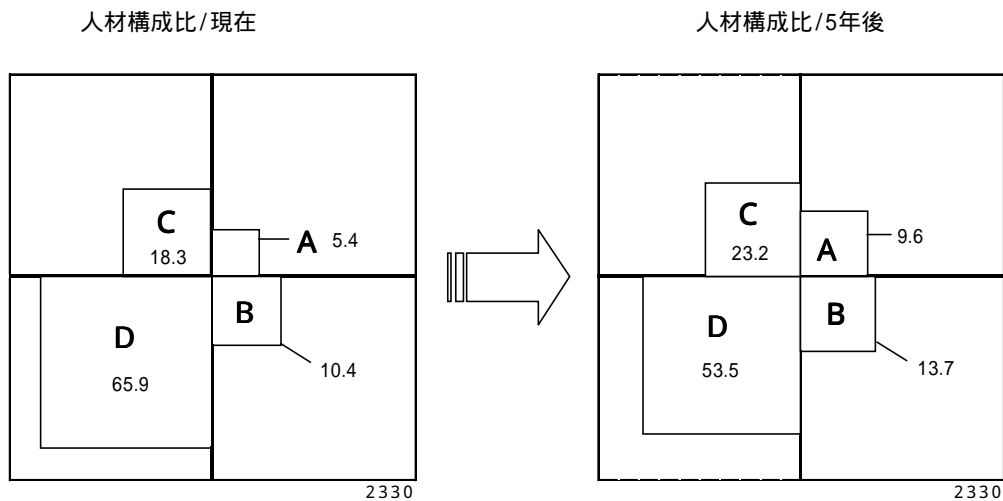 人材構成比/現在
人材構成比/5年後
C
18.3
A 5.4
D
65.9
B
10.4
2330
C
23.2
A
9.6
D
53.5
B
13.7
2330